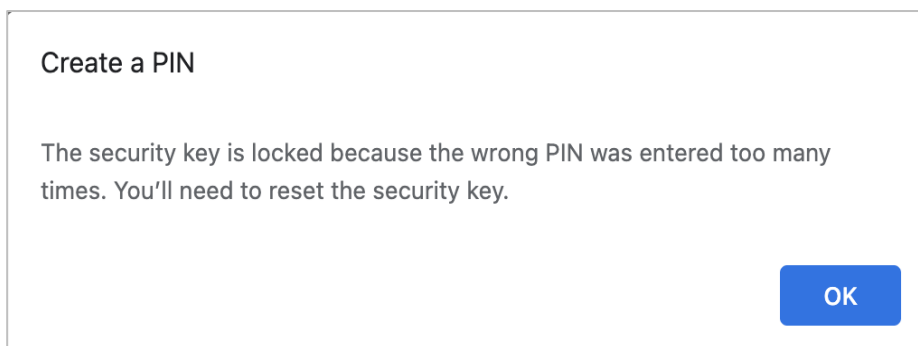 Create a PIN
The security key is locked because the wrong PIN was entered too many
times. You’ll need to reset the security key.
OK